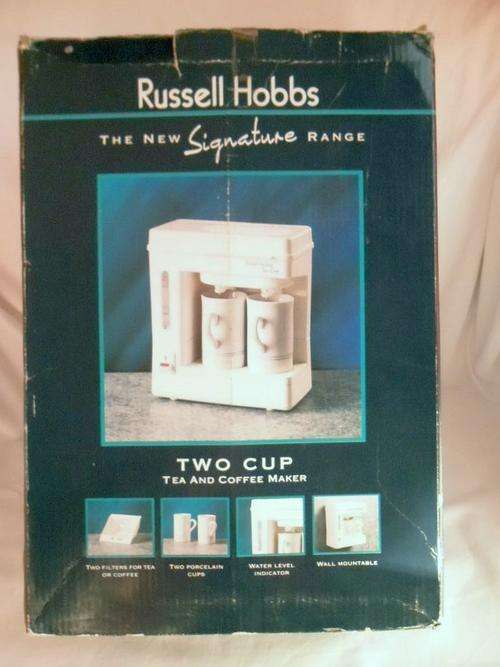 Russell Hobbs
THE NEW Signature RANGE
TWO CUP
TEA AND COFFEE MAKER
TWO FILTERS FOR TEA
OR COFFEE
TWO PORCELAIN
CUPS
WATER LEVEL
INDICATOR
WALL MOUNTABLE